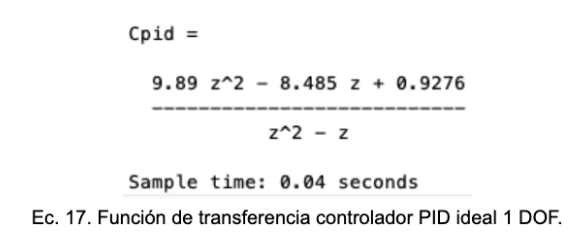 Cpid =
9.89 z^2 - 8.485 z + 0.9276
---------------------------
z^2 - z
Sample time: 0.04 seconds
Ec. 17. Función de transferencia controlador PID ideal 1 DOF.